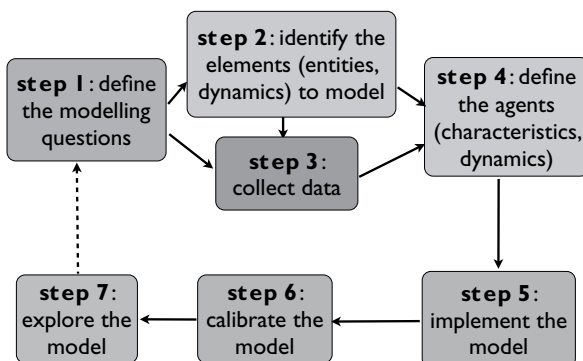 step 1: define
the modelling
questions
step 2: identify the
elements (entities,
dynamics) to model
step 3:
collect data
step 4: define
the agents
(characteristics,
dynamics)
step 5:
implement the
model
step 6:
calibrate the
model
step 7:
explore the
model